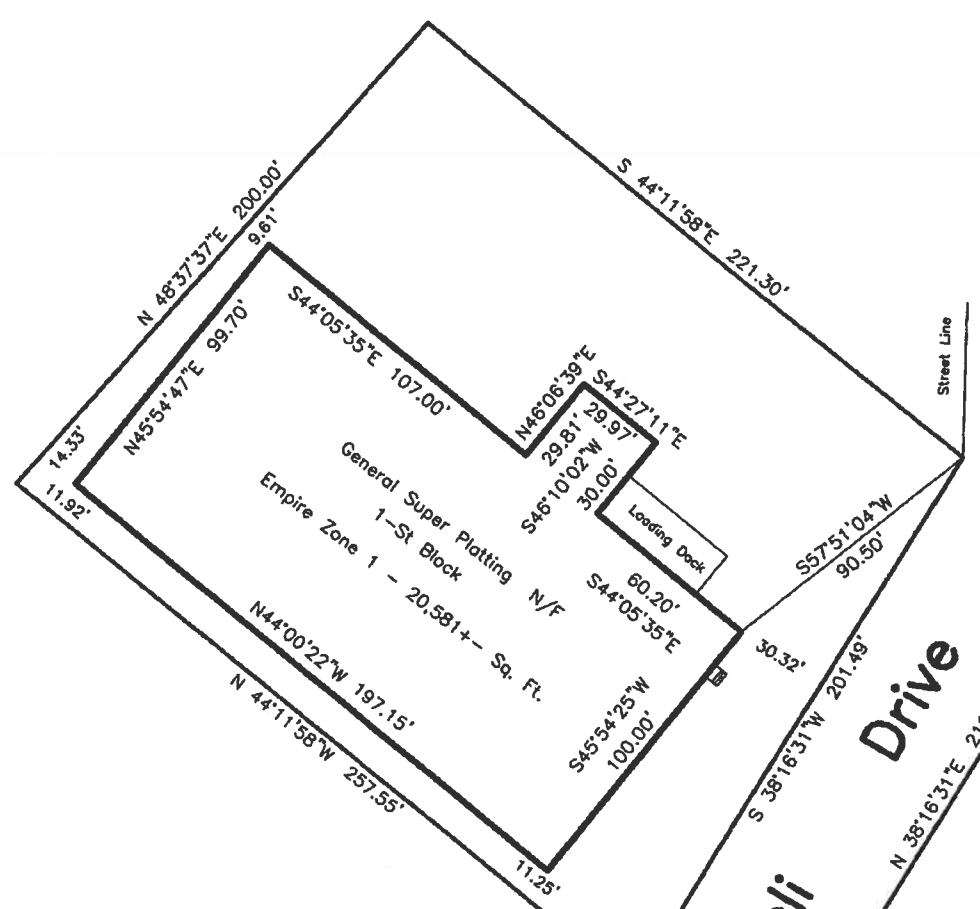 N 48°37'37"E 200.00'
9.61'
S 44°11'58"E 221.30'
Street Line
N45°54'47"E 99.70'
S44°05'35"E 107.00'
N46°06'39"E
29.81'
S44°27'11"E
29.97'
S46°10'02"W
30.00'
Loading Dock
14.33'
11.92'
General Super Platting N/F
1-St Block
Empire Zone 1 - 20,581+- Sq. Ft.
60.20'
S44°05'35"E
S57°51'04"W
90.50'
30.32'
N44°00'22"W 197.15'
N 44°11'58"W 257.55'
S45°54'25"W
100.00'
11.25'
S 38°16'31"W 201.49'
Drive
N 38°16'31"E